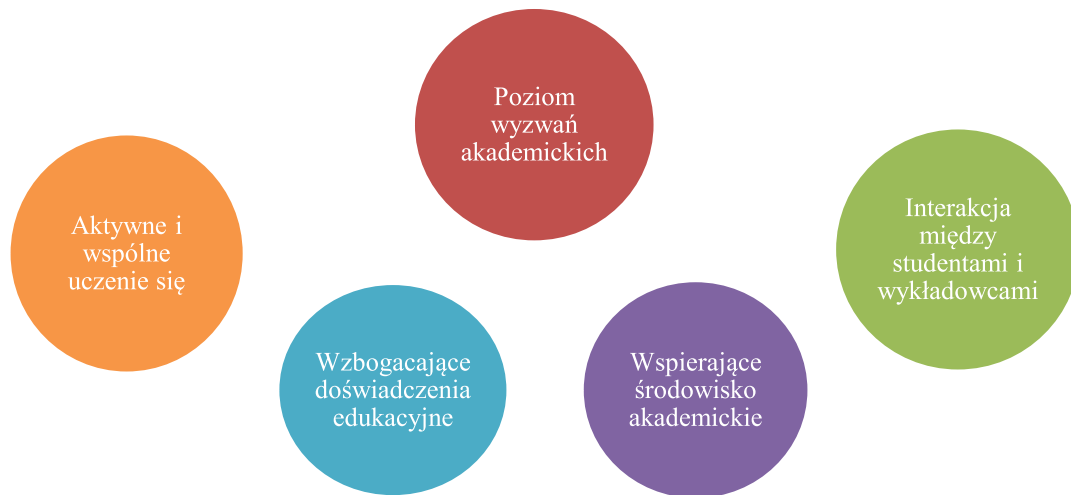 Poziom
wyzwań
akademickich
Aktywne i
wspólne
uczenie się
Interakcja
między
studentami i
wykładowcami
Wzbogacające
doświadczenia
edukacyjne
Wspierające
środowisko
akademickie